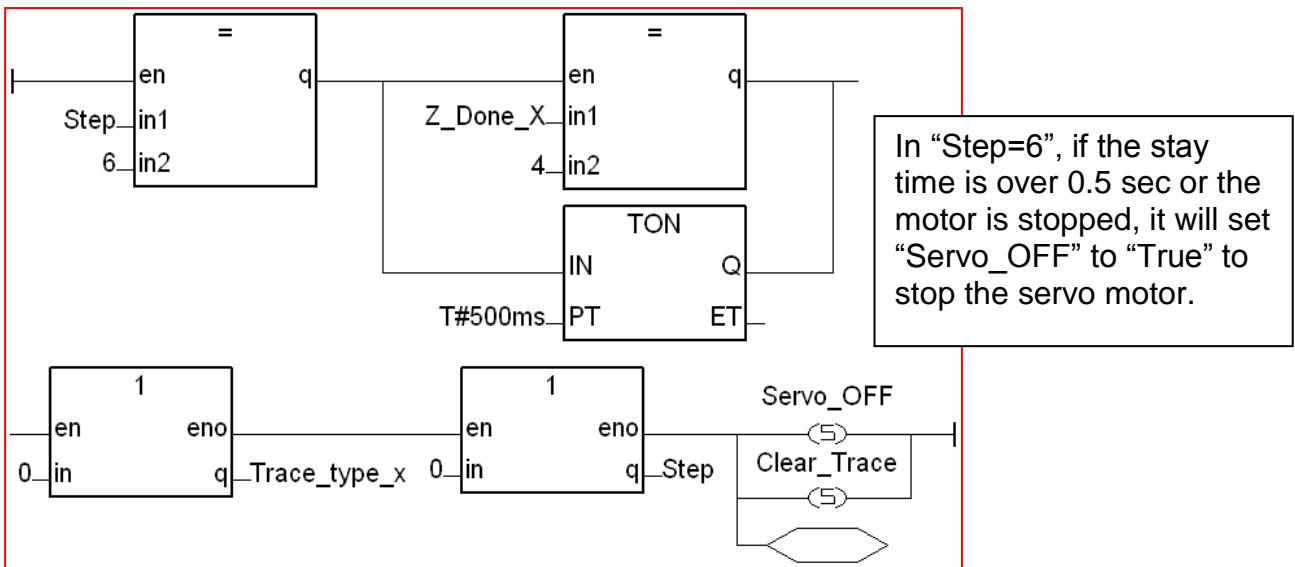 = =
en q en q
Step in1 Z_Done_X in1
6 in2 4 in2
TON
IN Q
T#500ms PT ET
In “Step=6”, if the stay
time is over 0.5 sec or the
motor is stopped, it will set
“Servo_OFF” to “True” to
stop the servo motor.
1 1 Servo_OFF
en eno en eno S
Clear_Trace
0 in q Trace_type_x 0 in q Step
S